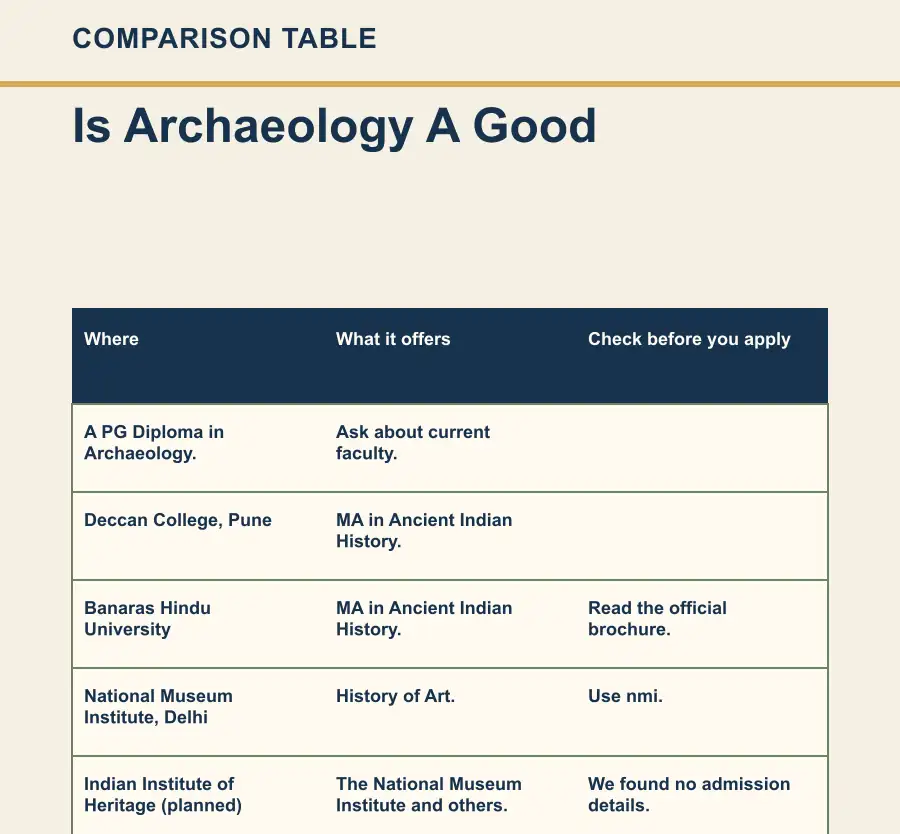 COMPARISON TABLE
Is Archaeology A Good
Where
What it offers
Check before you apply
A PG Diploma in
Archaeology.
Ask about current
faculty.
Deccan College, Pune
MA in Ancient Indian
History.
Banaras Hindu
University
MA in Ancient Indian
History.
Read the official
brochure.
National Museum
Institute, Delhi
History of Art.
Use nmi.
Indian Institute of
Heritage (planned)
The National Museum
Institute and others.
We found no admission
details.